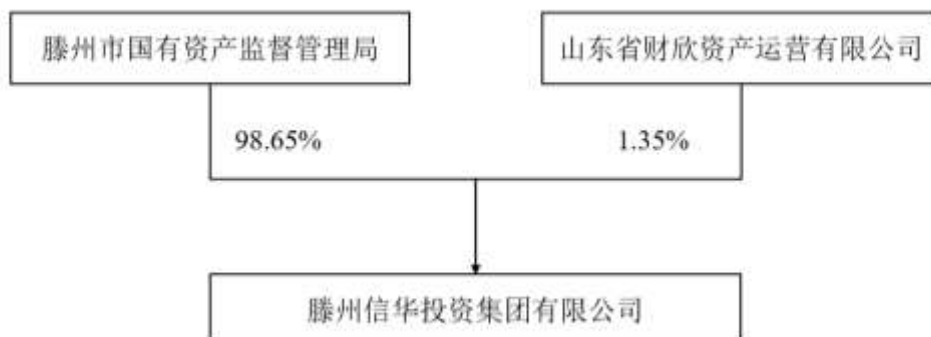 滕州市国有资产监督管理局
山东省财欣资产运营有限公司
98.65%
1.35%
滕州信华投资集团有限公司